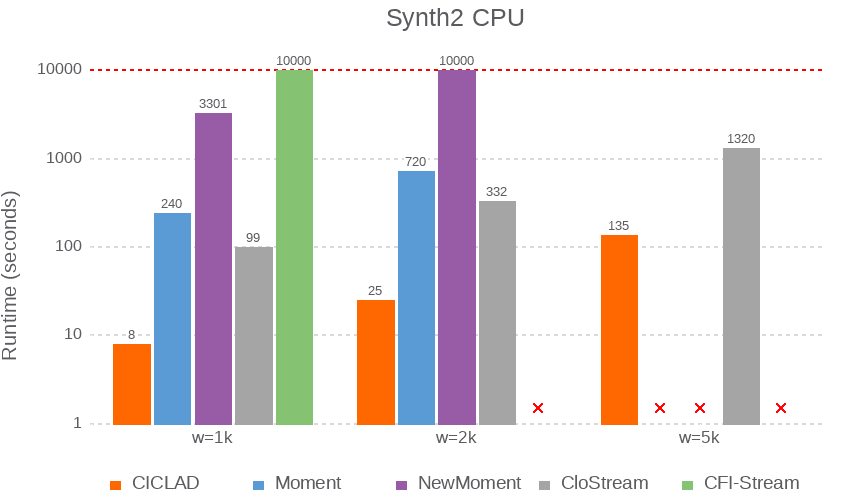 Synth2 CPU
Runtime (seconds)
10000
1000
100
10
1
8
240
3301
99
10000
25
720
10000
332
135
1320
w=1k
w=2k
w=5k
CICLAD
Moment
NewMoment
CloStream
CFI-Stream